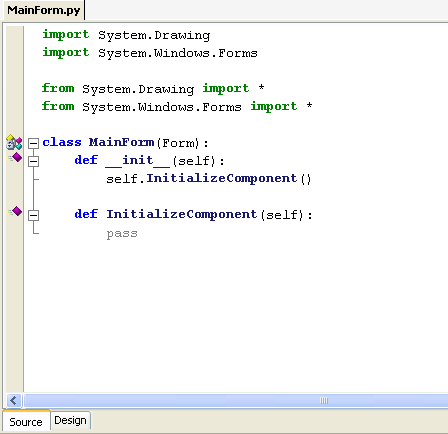 MainForm.py
import System.Drawing
import System.Windows.Forms
from System.Drawing import *
from System.Windows.Forms import *
class MainForm(Form):
def __init__(self):
self.InitializeComponent()
def InitializeComponent(self):
pass
Source Design